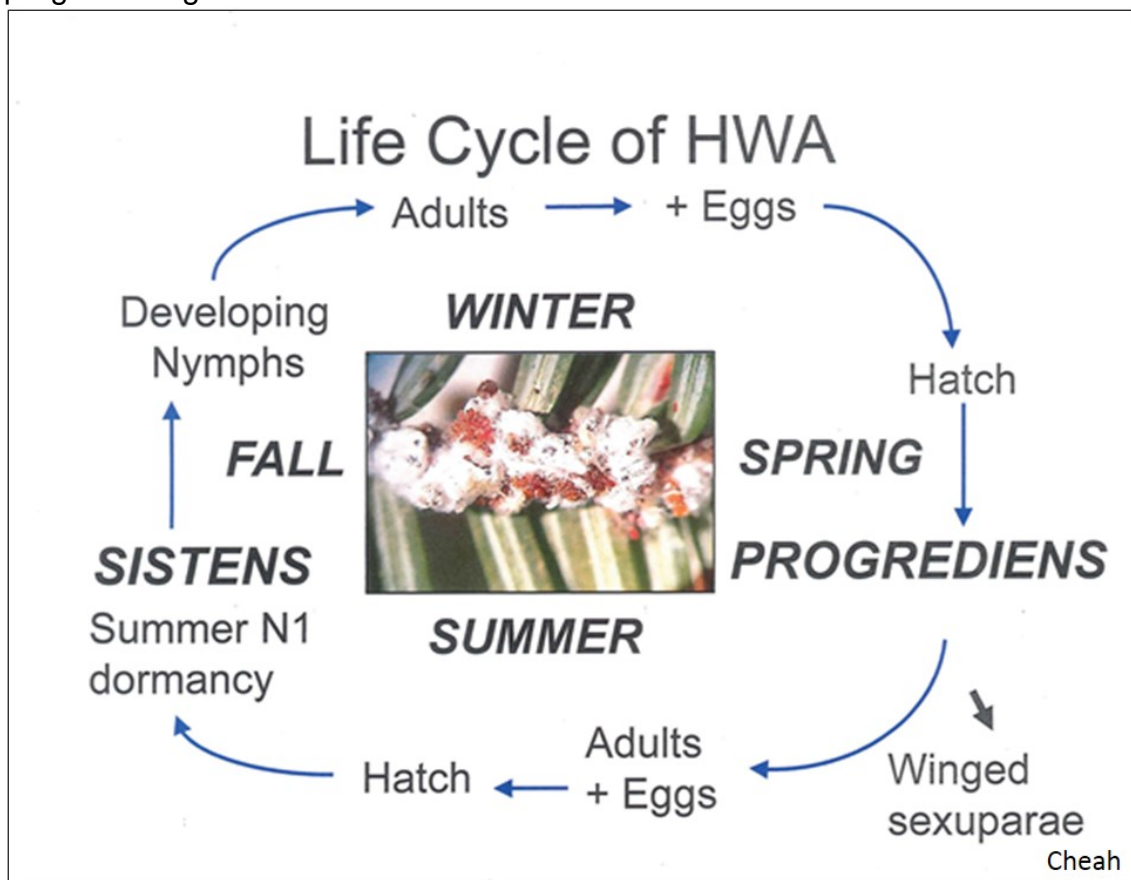 Life Cycle of HWA
Adults
+ Eggs
Developing
Nymphs
WINTER
Hatch
FALL
SPRING
SISTENS
PROGREDIENS
Summer N1
dormancy
SUMMER
Adults
+ Eggs
Hatch
Winged
sexuparae
Cheah